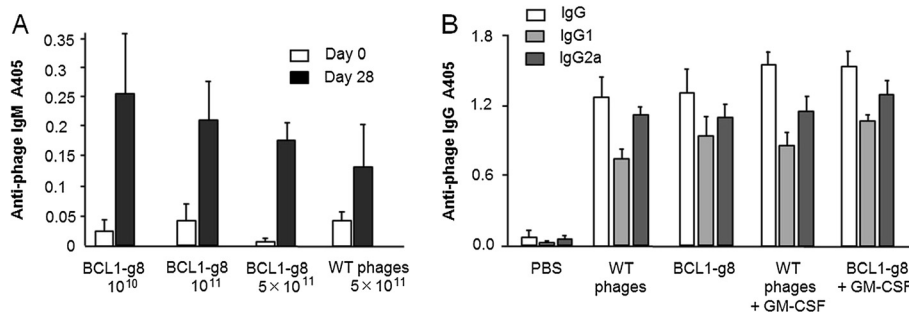 A
Anti-phage IgM A405
0.35
0.3
0.25
0.2
0.15
0.1
0.05
0
Day 0
Day 28
BCL1-g8
10¹⁰
BCL1-g8
10¹¹
BCL1-g8
5×10¹¹
WT phages
5×10¹¹
B
Anti-phage IgG A405
1.8
1.2
0.6
0.0
IgG
IgG1
IgG2a
PBS
WT
phages
BCL1-g8
WT
phages
+ GM-CSF
BCL1-g8
+ GM-CSF